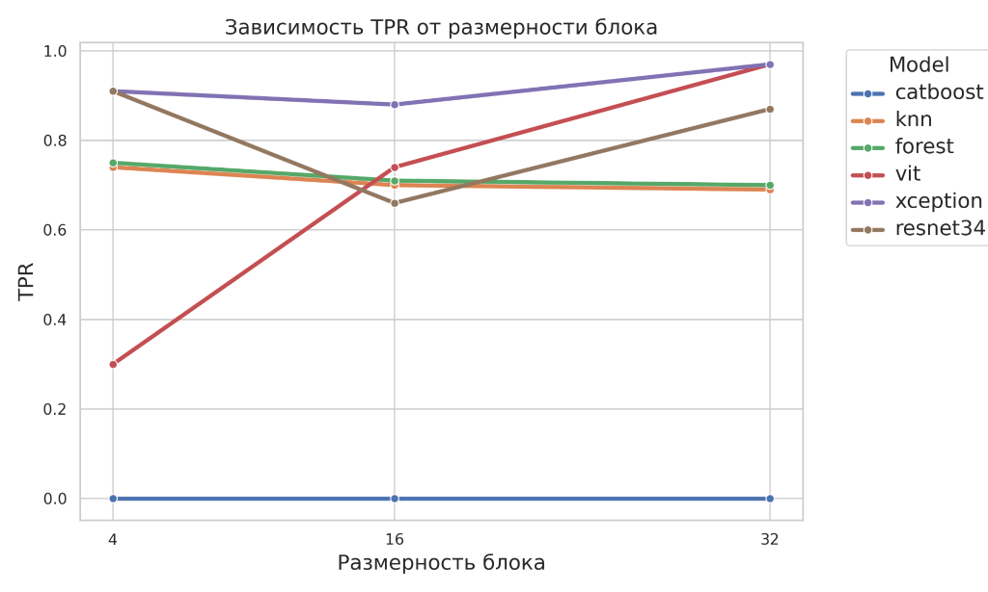 Зависимость TPR от размерности блока
1.0
0.8
0.6
0.4
0.2
0.0
TPR
4
16
32
Размерность блока
Model
catboost
knn
forest
vit
xception
resnet34